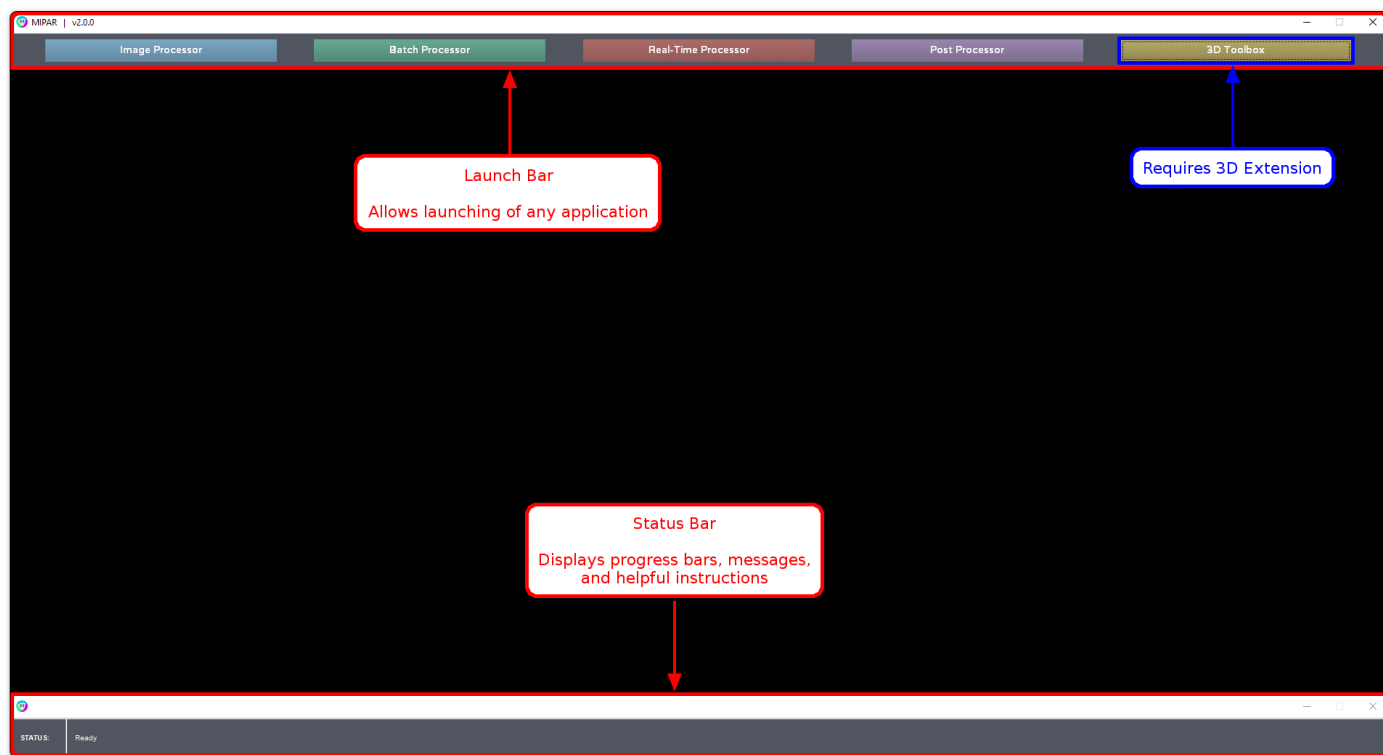 MIPAR | v2.0.0
Image Processor
Batch Processor
Real-Time Processor
Post Processor
3D Toolbox
Launch Bar
Allows launching of any application
Requires 3D Extension
Status Bar
Displays progress bars, messages,
and helpful instructions
STATUS:
Ready